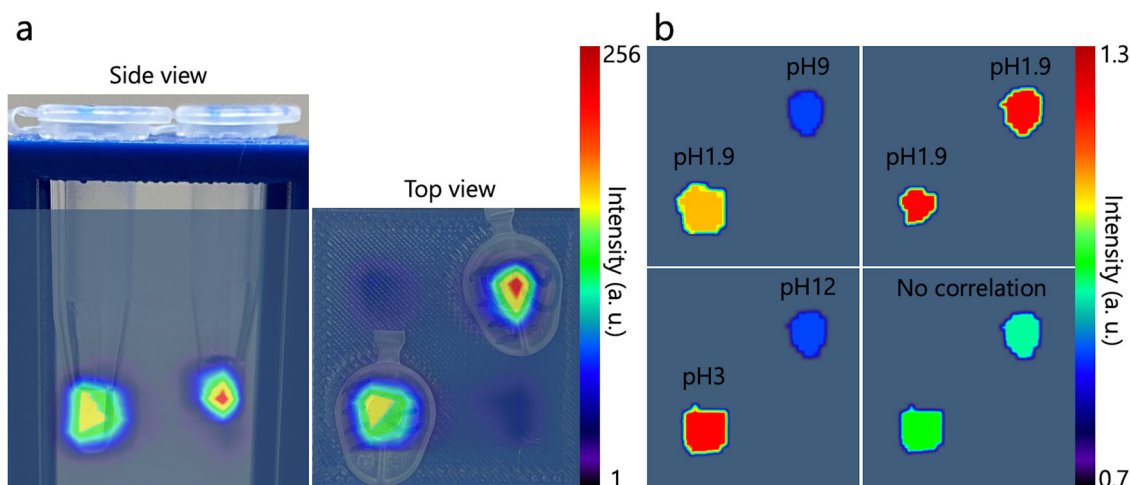 a
Side view
Top view
256
Intensity (a. u.)
1
b
pH9
pH1.9
pH1.9
pH1.9
pH12
No correlation
pH3
1.3
Intensity (a. u.)
0.7